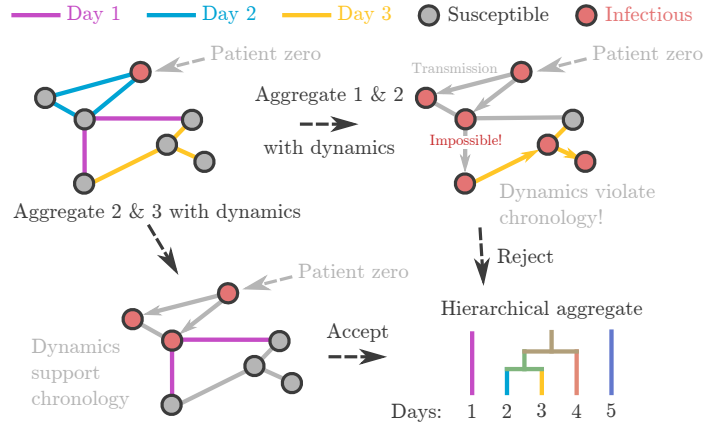 Day 1 Day 2 Day 3 Susceptible Infectious
Patient zero
Patient zero
Transmission
Aggregate 1 & 2
with dynamics
Impossible!
Dynamics violate
chronology!
Aggregate 2 & 3 with dynamics
Reject
Patient zero
Hierarchical aggregate
Accept
Dynamics
support
chronology
Days: 1 2 3 4 5